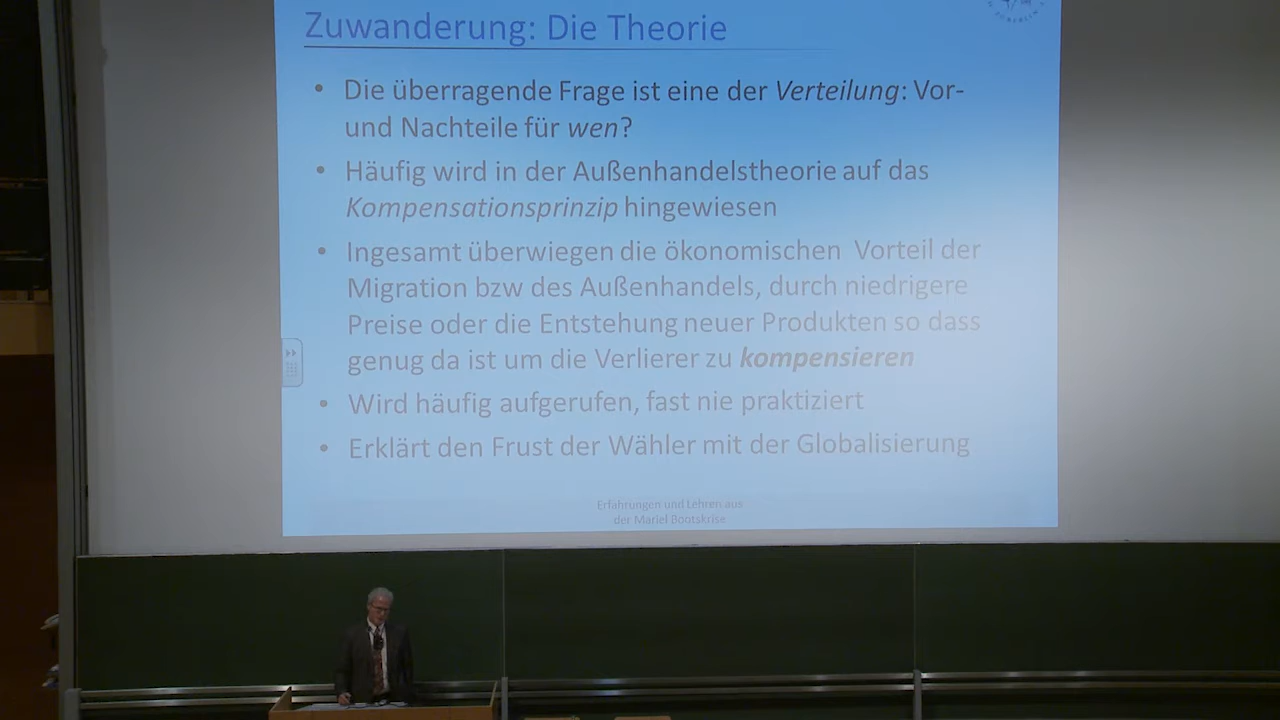 Zuwanderung: Die Theorie
• Die überragende Frage ist eine der Verteilung: Vor-
und Nachteile für wen?
• Häufig wird in der Außenhandelstheorie auf das
Kompensationsprinzip hingewiesen
• Ingesamt überwiegen die ökonomischen Vorteil der
Migration bzw des Außenhandels, durch niedrigere
Preise oder die Entstehung neuer Produkten so dass
genug da ist um die Verlierer zu kompensieren
• Wird häufig aufgerufen, fast nie praktiziert
• Erklärt den Frust der Wähler mit der Globalisierung
Erfahrungen und Lehren aus
der Mariel Bootskrise